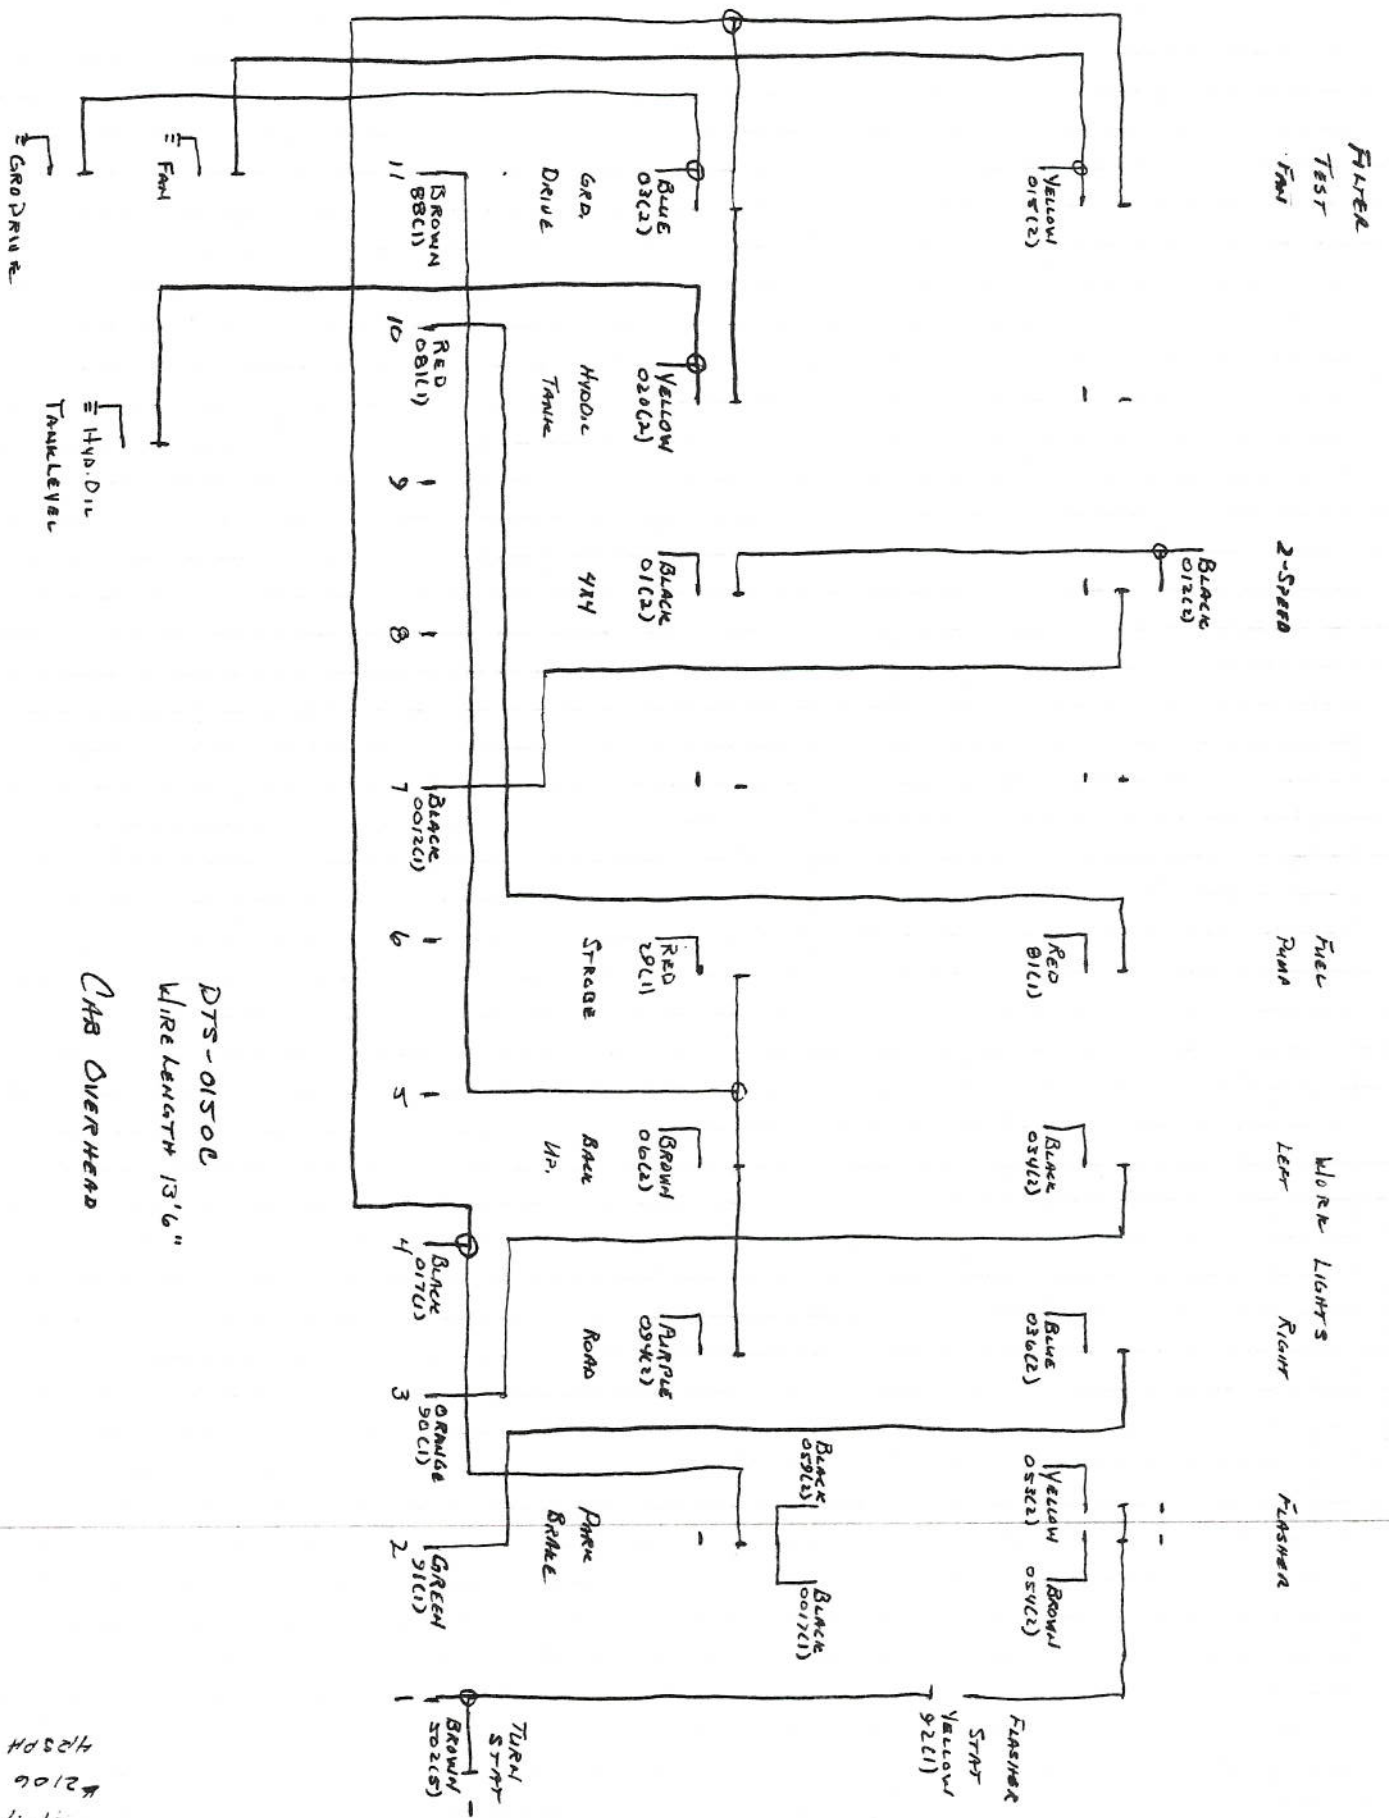 FILTER
TEST
FAN
2-SPEED
FUEL
PUMP
WORK LIGHTS
LEFT
RIGHT
FLASHER
BLACK
012(2)
YELLOW
015(2)
RED
81(1)
BLACK
034(2)
BLUE
036(2)
YELLOW
053(2)
BROWN
054(2)
FLASHER
STAT
YELLOW
92(1)
BLACK
059(2)
BLACK
0017(1)
BLUE
03(2)
YELLOW
020(2)
BLACK
01(2)
RED
29(1)
BROWN
06(2)
PURPLE
094(2)
GRD.
DRIVE
HYDOIL
TANK
4X4
STROBE
BACK
UP.
ROAD
PARK
BRAKE
TURN
STAT
BROWN
502(5)
11
BROWN
88(1)
10
RED
081(1)
9
8
7
BLACK
0012(1)
6
5
4
BLACK
017(1)
3
ORANGE
90(1)
2
GREEN
91(1)
1
FAN
GRD DRIVE
HYD.OIL
TANK LEVEL
DTS-0150C
WIRE LENGTH 13'6"
CAB OVERHEAD
#2106